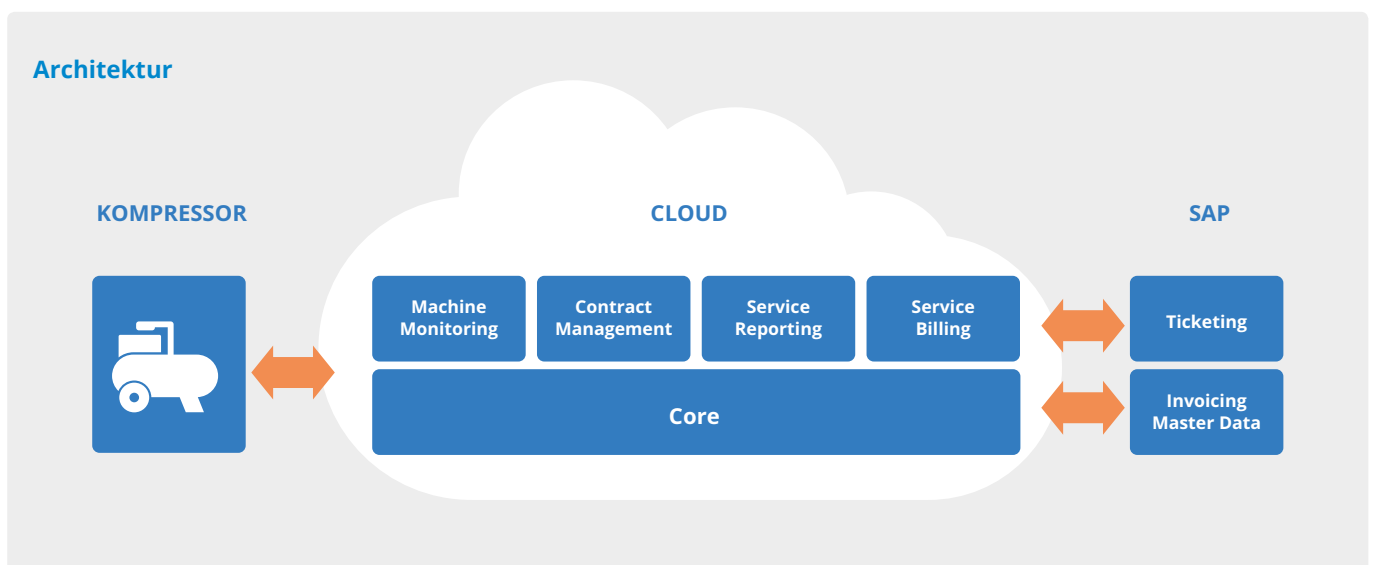 Architektur
KOMPRESSOR
CLOUD
SAP
Machine
Monitoring
Contract
Management
Service
Reporting
Service
Billing
Ticketing
Core
Invoicing
Master Data